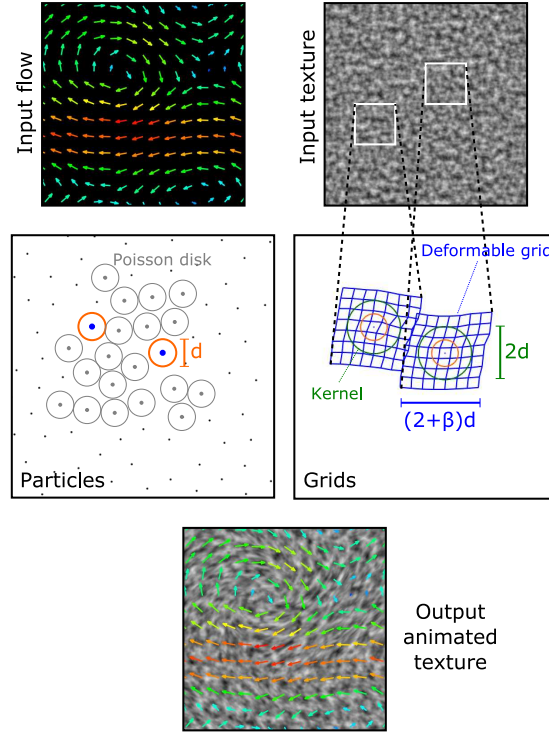 Input flow
Input texture
Poisson disk
d
Particles
Deformable grid
2d
Kernel
(2+β)d
Grids
Output
animated
texture